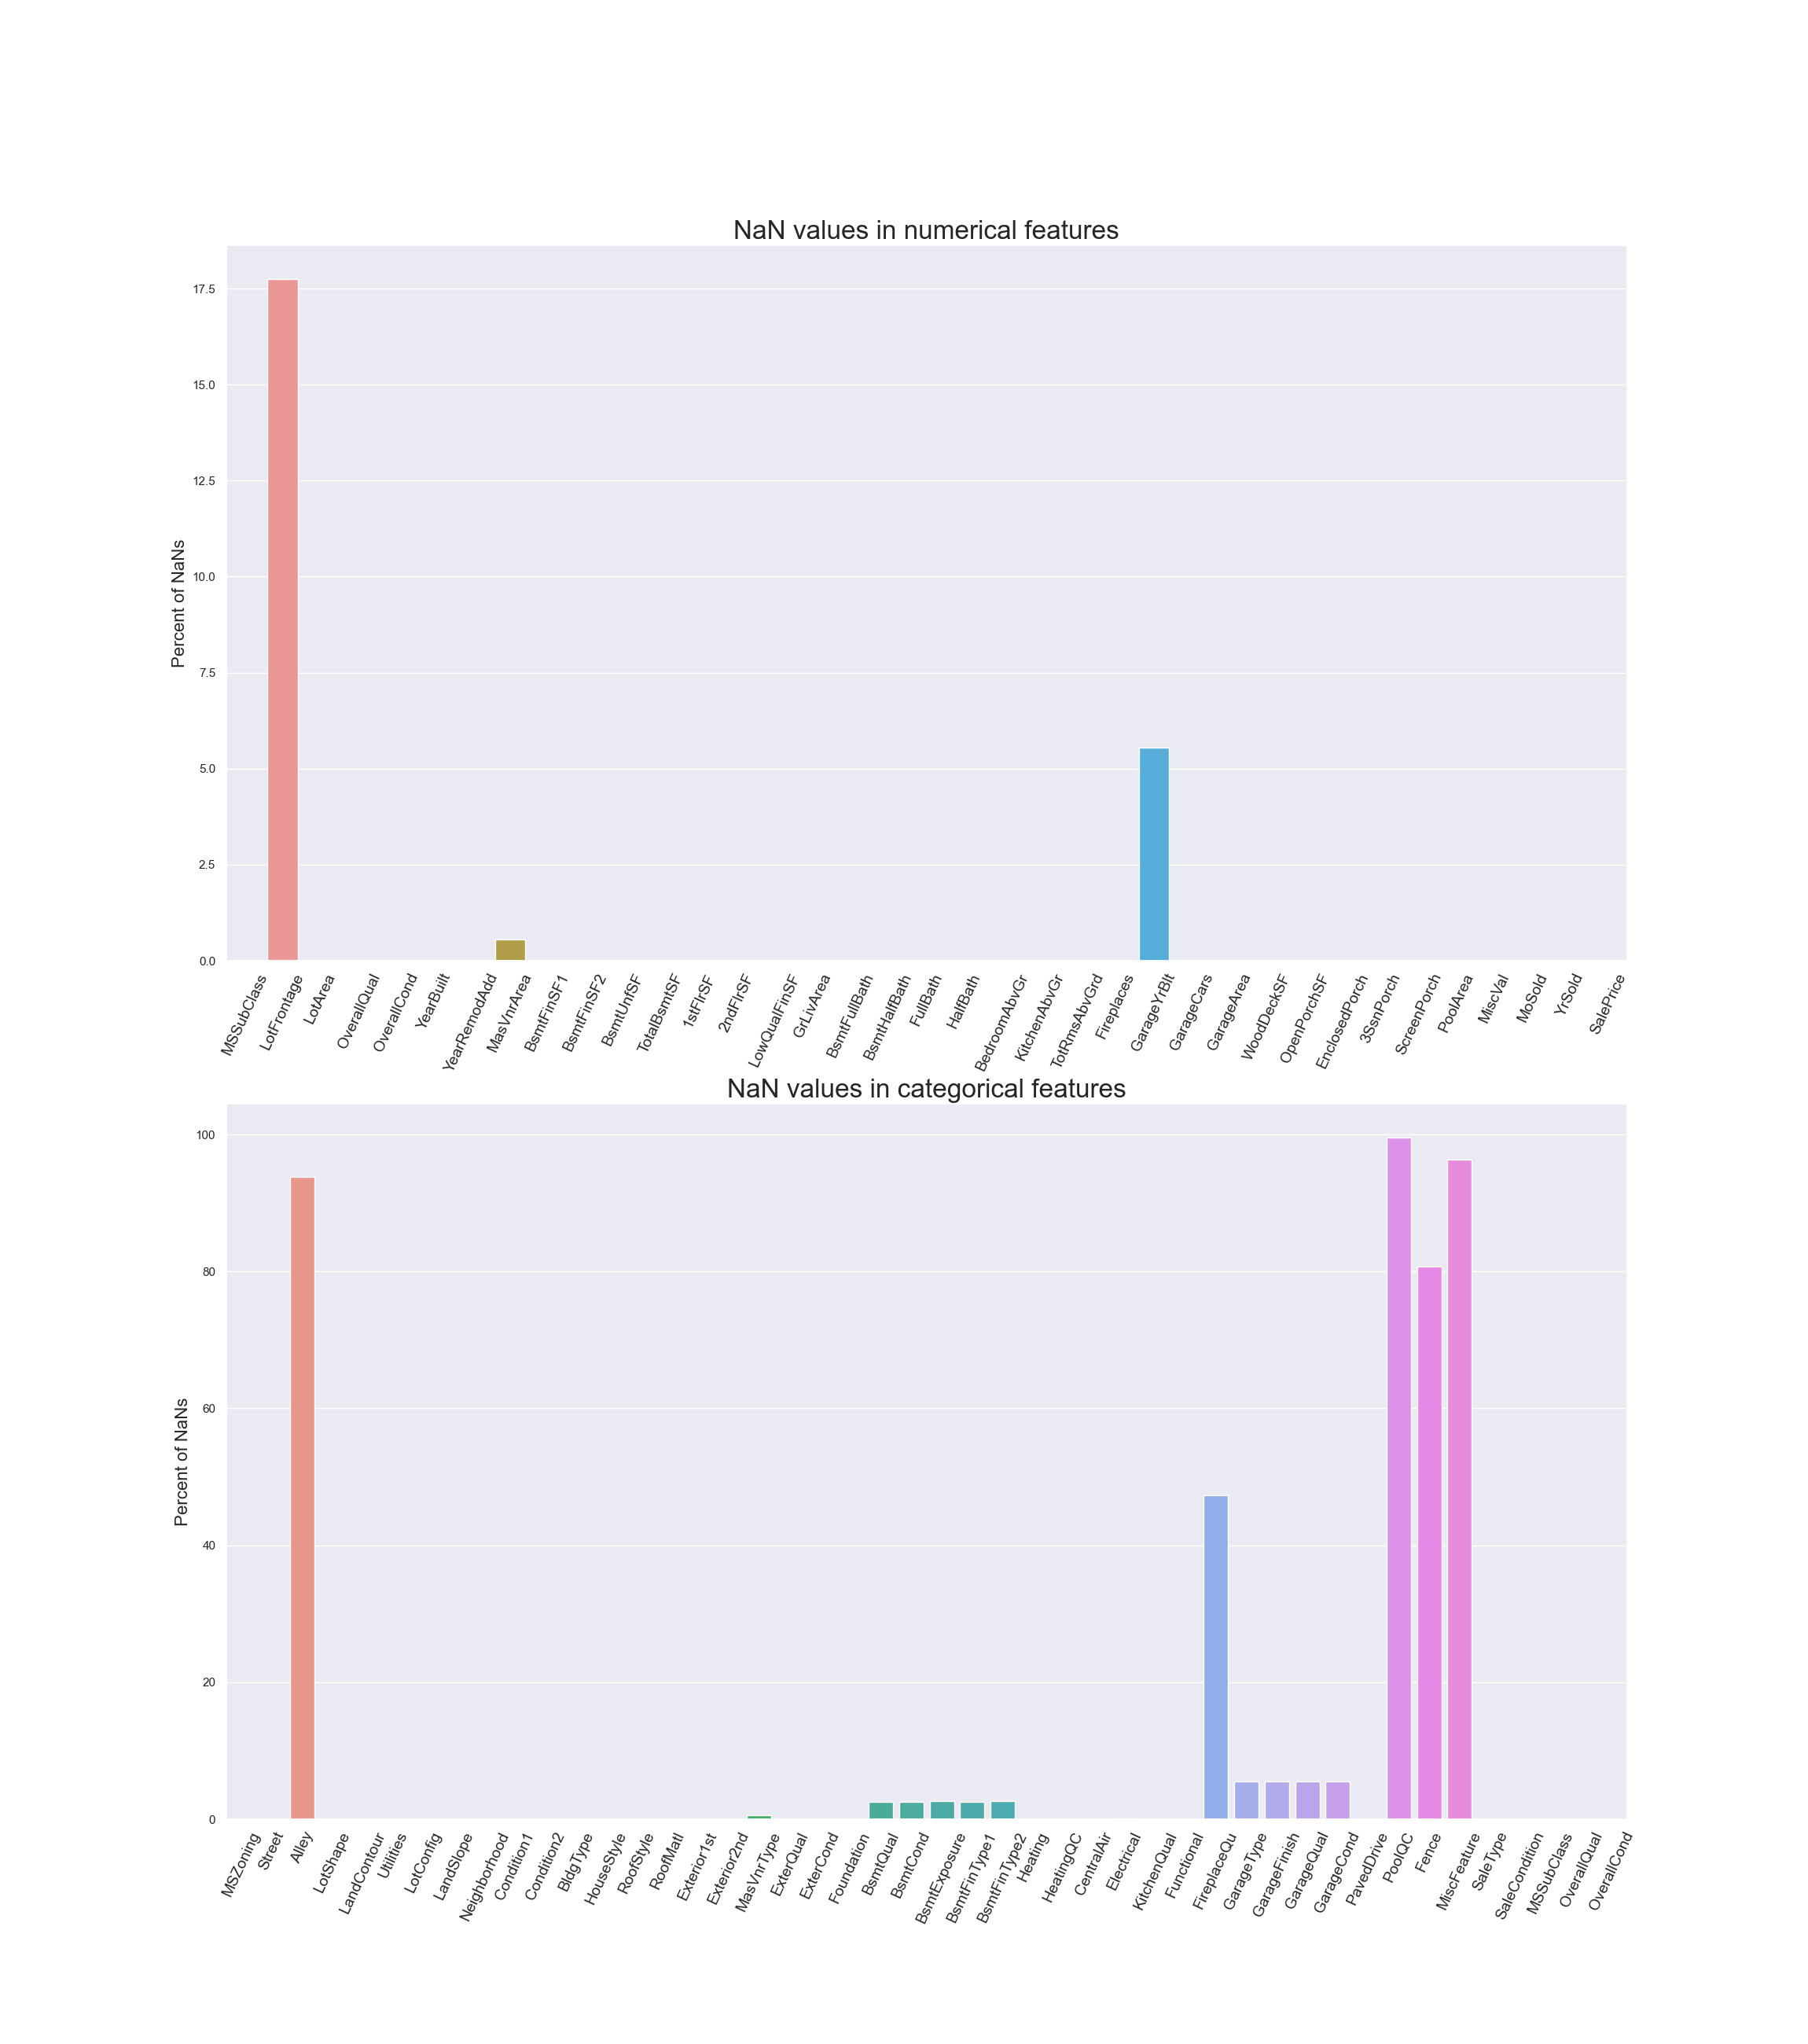 NaN values in numerical features
Percent of NaNs
17.5
15.0
12.5
10.0
7.5
5.0
2.5
0.0
MSSubClass
LotFrontage
LotArea
OverallQual
OverallCond
YearBuilt
YearRemodAdd
MasVnrArea
BsmtFinSF1
BsmtFinSF2
BsmtUnfSF
TotalBsmtSF
1stFlrSF
2ndFlrSF
LowQualFinSF
GrLivArea
BsmtFullBath
BsmtHalfBath
FullBath
HalfBath
BedroomAbvGr
KitchenAbvGr
TotRmsAbvGrd
Fireplaces
GarageYrBlt
GarageCars
GarageArea
WoodDeckSF
OpenPorchSF
EnclosedPorch
3SsnPorch
ScreenPorch
PoolArea
MiscVal
MoSold
YrSold
SalePrice
NaN values in categorical features
Percent of NaNs
100
80
60
40
20
0
MSZoning
Street
Alley
LotShape
LandContour
Utilities
LotConfig
LandSlope
Neighborhood
Condition1
Condition2
BldgType
HouseStyle
RoofStyle
RoofMatl
Exterior1st
Exterior2nd
MasVnrType
ExterQual
ExterCond
Foundation
BsmtQual
BsmtCond
BsmtExposure
BsmtFinType1
BsmtFinType2
Heating
HeatingQC
CentralAir
Electrical
KitchenQual
Functional
FireplaceQu
GarageType
GarageFinish
GarageQual
GarageCond
PavedDrive
PoolQC
Fence
MiscFeature
SaleType
SaleCondition
MSSubClass
OverallQual
OverallCond